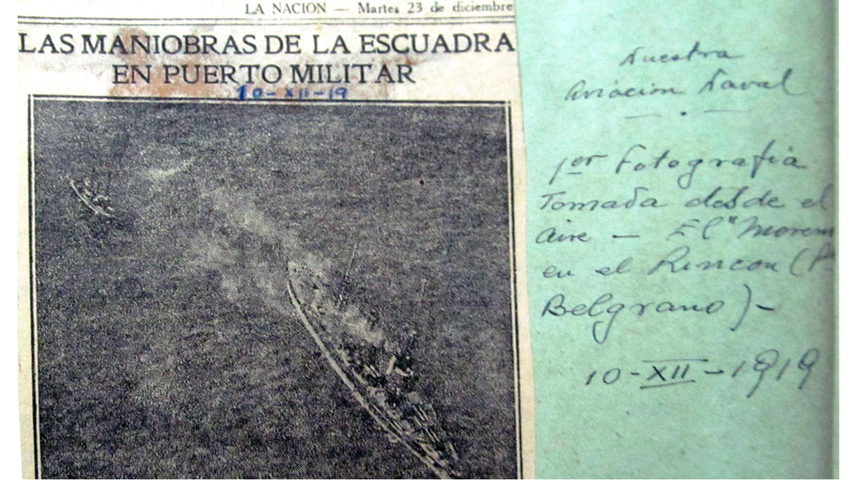 LA NACION — Martes 23 de diciembre
LAS MANIOBRAS DE LA ESCUADRA
EN PUERTO MILITAR
10-XII-19
Nuestra
Aviación Naval
1er Fotografia
Tomada desde el
aire — El "Moreno
en el Rincon (
Belgrano) -
10-XII-1919